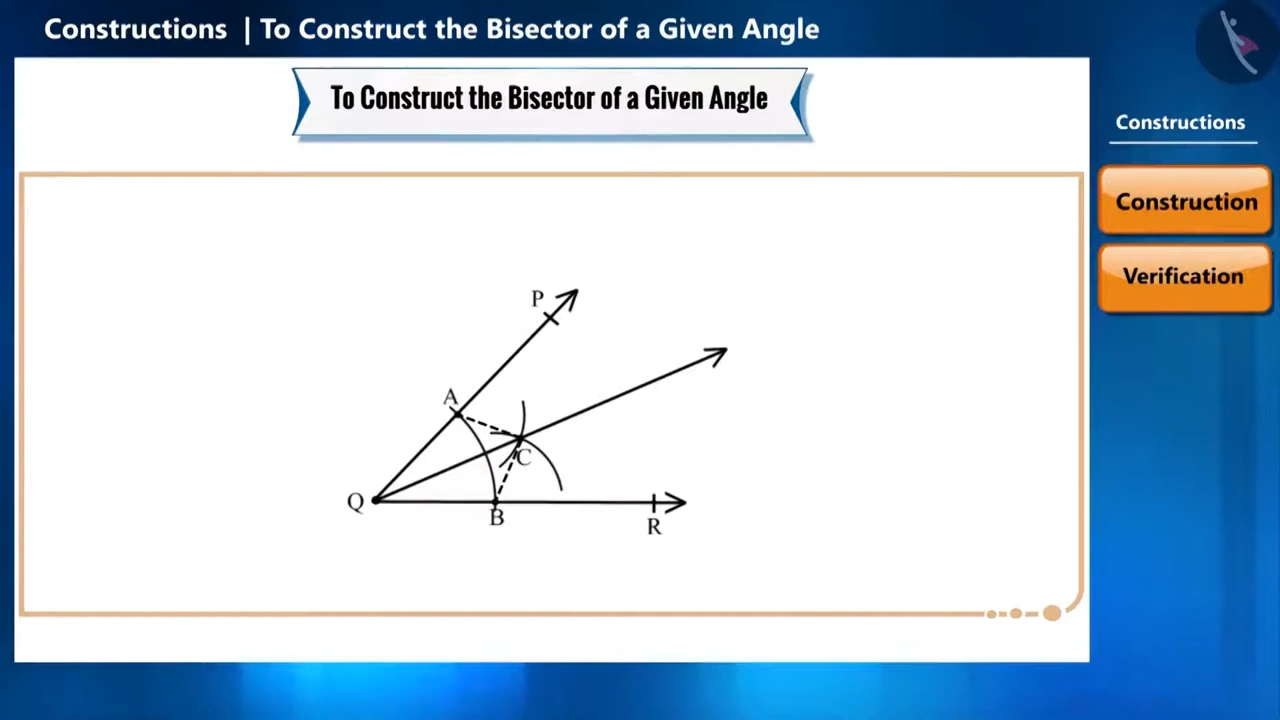 Constructions | To Construct the Bisector of a Given Angle
To Construct the Bisector of a Given Angle
Constructions
Construction
Verification
P
A
C
Q
B
R